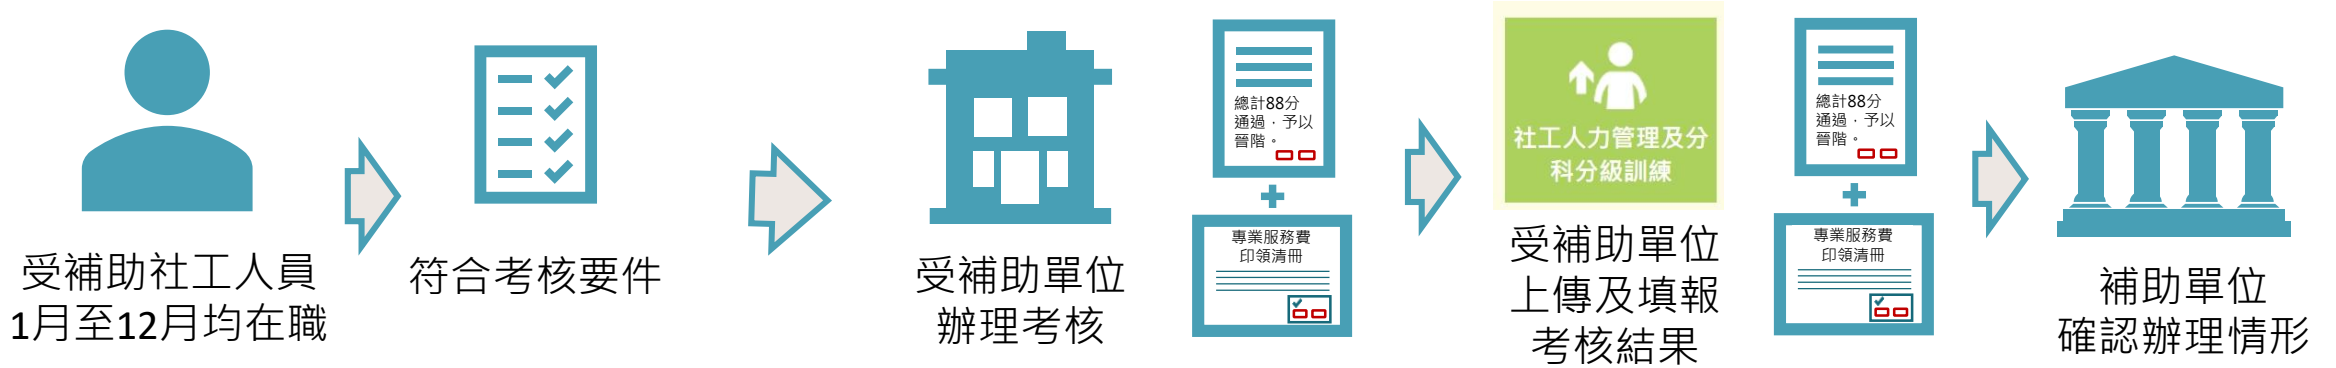 受補助社工人員
1月至12月均在職
符合考核要件
受補助單位
辦理考核
總計88分
通過，予以
晉階。
專業服務費
印領清冊
社工人力管理及分
科分級訓練
受補助單位
上傳及填報
考核結果
總計88分
通過，予以
晉階。
專業服務費
印領清冊
補助單位
確認辦理情形